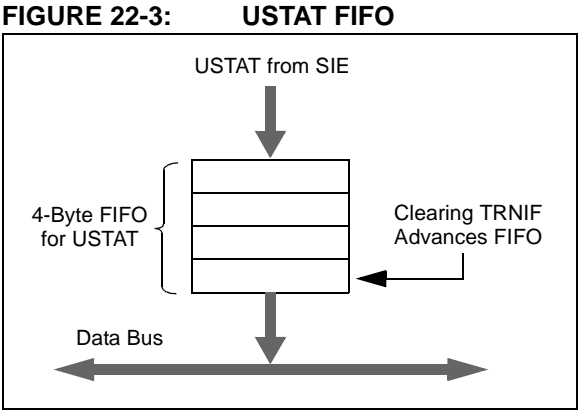 FIGURE 22-3: USTAT FIFO
USTAT from SIE
4-Byte FIFO
for USTAT
Clearing TRNIF
Advances FIFO
Data Bus